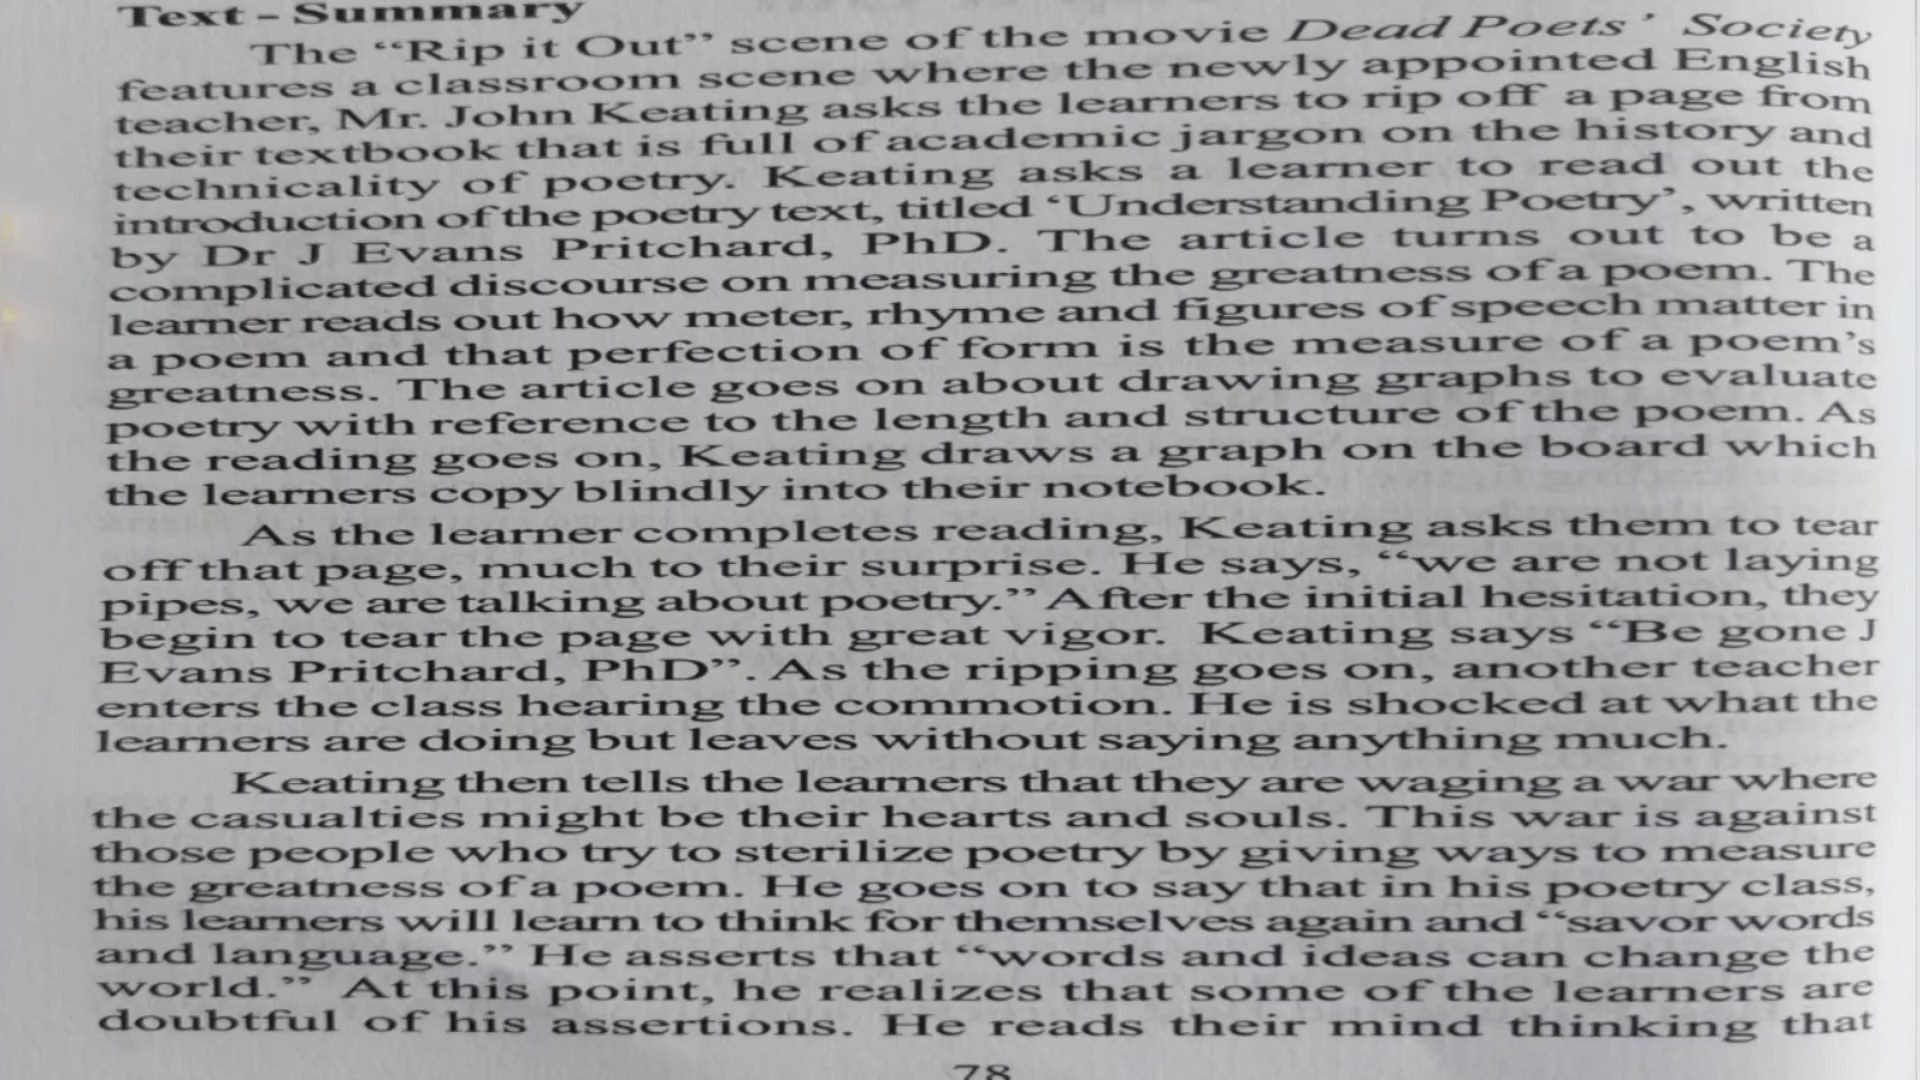 Text – Summary
The “Rip it Out” scene of the movie Dead Poets’ Society
features a classroom scene where the newly appointed English
teacher, Mr. John Keating asks the learners to rip off a page from
their textbook that is full of academic jargon on the history and
technicality of poetry. Keating asks a learner to read out the
introduction of the poetry text, titled ‘Understanding Poetry’, written
by Dr J Evans Pritchard, PhD. The article turns out to be a
complicated discourse on measuring the greatness of a poem. The
learner reads out how meter, rhyme and figures of speech matter in
a poem and that perfection of form is the measure of a poem’s
greatness. The article goes on about drawing graphs to evaluate
poetry with reference to the length and structure of the poem. As
the reading goes on, Keating draws a graph on the board which
the learners copy blindly into their notebook.
As the learner completes reading, Keating asks them to tear
off that page, much to their surprise. He says, “we are not laying
pipes, we are talking about poetry.” After the initial hesitation, they
begin to tear the page with great vigor. Keating says “Be gone J
Evans Pritchard, PhD”. As the ripping goes on, another teacher
enters the class hearing the commotion. He is shocked at what the
learners are doing but leaves without saying anything much.
Keating then tells the learners that they are waging a war where
the casualties might be their hearts and souls. This war is against
those people who try to sterilize poetry by giving ways to measure
the greatness of a poem. He goes on to say that in his poetry class,
his learners will learn to think for themselves again and “savor words
and language.” He asserts that “words and ideas can change the
world.” At this point, he realizes that some of the learners are
doubtful of his assertions. He reads their mind thinking that
78